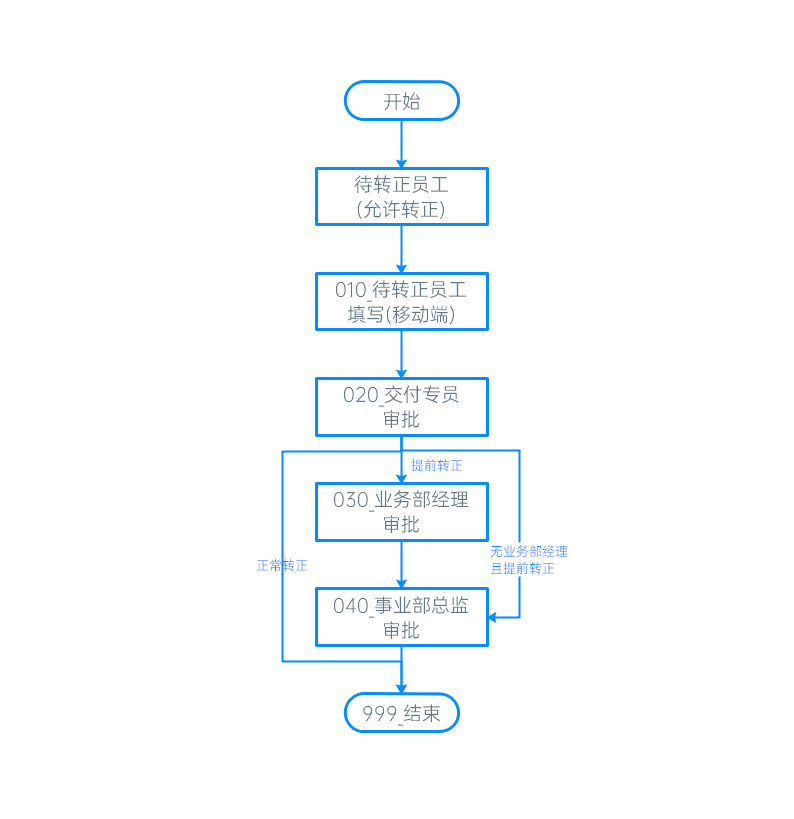 开始
待转正员工
(允许转正)
010_待转正员工
填写(移动端)
020_交付专员
审批
提前转正
030_业务部经理
审批
无业务部经理
且提前转正
正常转正
040_事业部总监
审批
999_结束